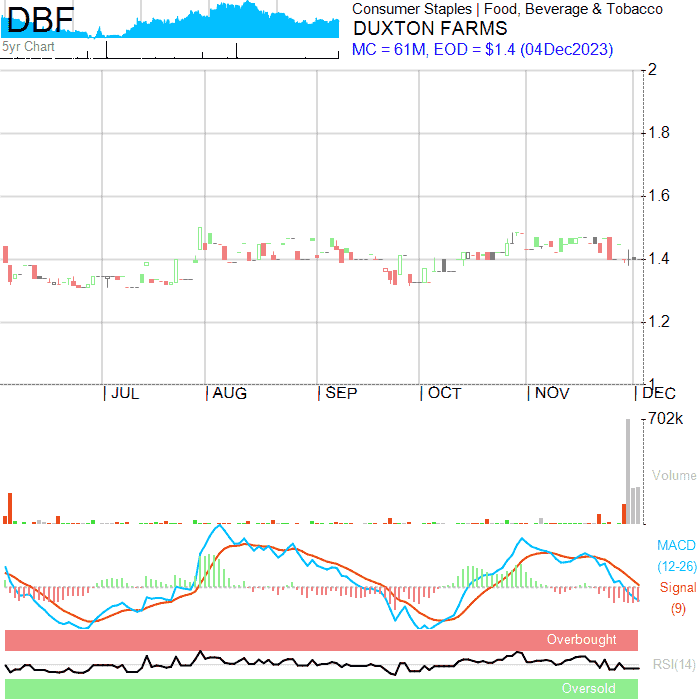 DBF
Consumer Staples | Food, Beverage & Tobacco
DUXTON FARMS
5yr Chart
MC = 61M, EOD = $1.4 (04Dec2023)
2
1.8
1.6
1.4
1.2
1
JUL AUG SEP OCT NOV DEC
702k
Volume
MACD
(12-26)
Signal
(9)
Overbought
RSI(14)
Oversold